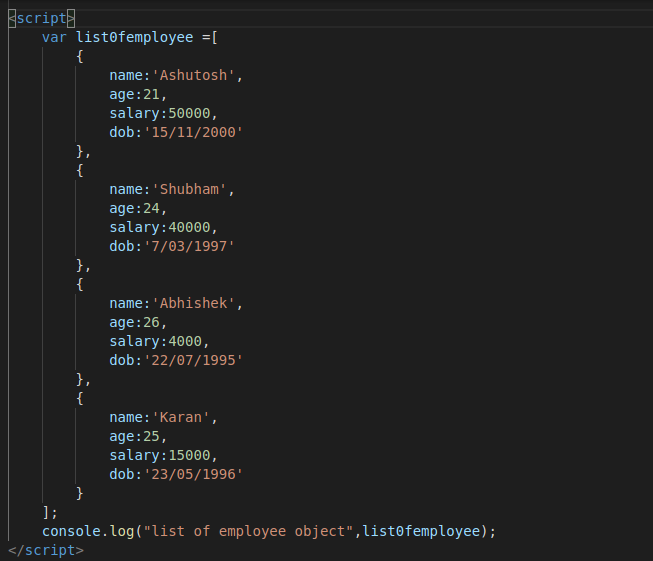 <script>
var list0femployee =[
{
name:'Ashutosh',
age:21,
salary:50000,
dob:'15/11/2000'
},
{
name:'Shubham',
age:24,
salary:40000,
dob:'7/03/1997'
},
{
name:'Abhishek',
age:26,
salary:4000,
dob:'22/07/1995'
},
{
name:'Karan',
age:25,
salary:15000,
dob:'23/05/1996'
}
];
console.log("list of employee object",list0femployee);
</script>